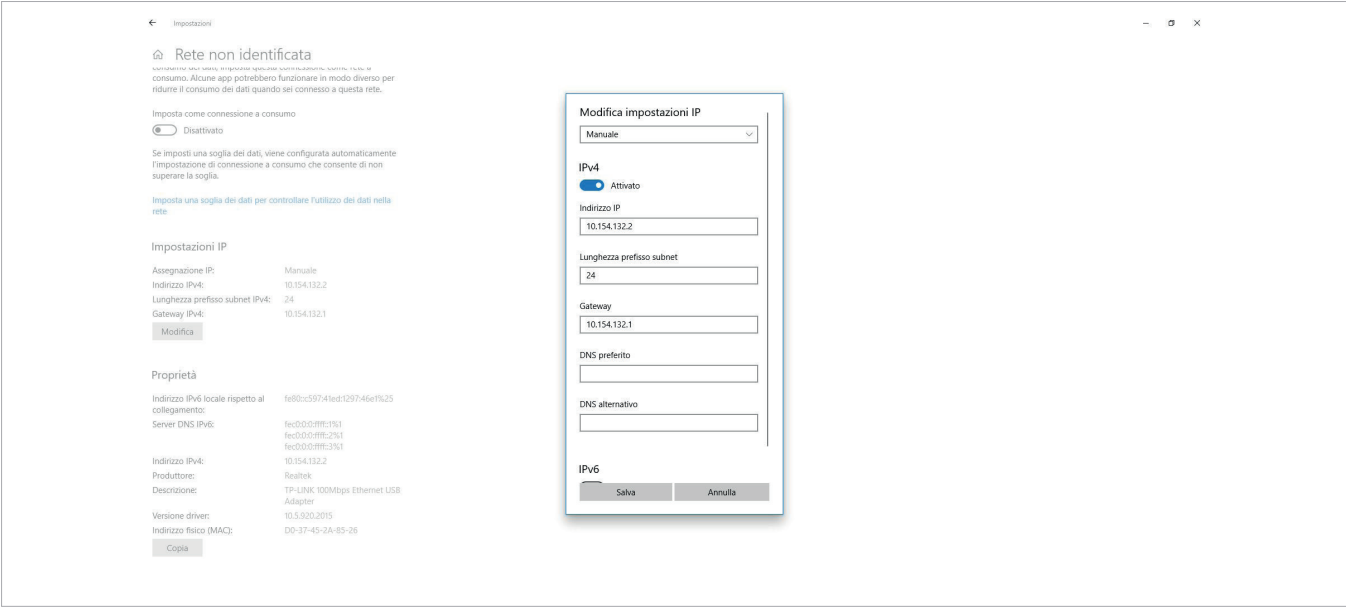 Impostazioni
Rete non identificata
consumo dei dati, imposta questa connessione come rete a
consumo. Alcune app potrebbero funzionare in modo diverso per
ridurre il consumo dei dati quando sei connesso a questa rete.
Imposta come connessione a consumo
Disattivato
Se imposti una soglia dei dati, viene configurata automaticamente
l'impostazione di connessione a consumo che consente di non
superare la soglia.
Imposta una soglia dei dati per controllare l'utilizzo dei dati nella
rete
Impostazioni IP
Assegnazione IP: Manuale
Indirizzo IPv4: 10.154.132.2
Lunghezza prefisso subnet IPv4: 24
Gateway IPv4: 10.154.132.1
Modifica
Proprietà
Indirizzo IPv6 locale rispetto al fe80::c597:41ed:1297:46e1%25
collegamento:
Server DNS IPv6: fec0:0:0:ffff::1%1
fec0:0:0:ffff::2%1
fec0:0:0:ffff::3%1
Indirizzo IPv4: 10.154.132.2
Produttore: Realtek
Descrizione: TP-LINK 100Mbps Ethernet USB
Adapter
Versione driver: 10.5.920.2015
Indirizzo fisico (MAC): D0-37-45-2A-85-26
Copia
Modifica impostazioni IP
Manuale
IPv4
Attivato
Indirizzo IP
10.154.132.2
Lunghezza prefisso subnet
24
Gateway
10.154.132.1
DNS preferito
DNS alternativo
IPv6
Salva Annulla